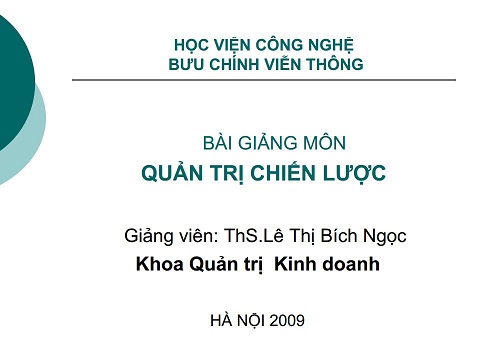 HỌC VIỆN CÔNG NGHỆ
BƯU CHÍNH VIỄN THÔNG
BÀI GIẢNG MÔN
QUẢN TRỊ CHIẾN LƯỢC
Giảng viên: ThS.Lê Thị Bích Ngọc
Khoa Quản trị Kinh doanh
HÀ NỘI 2009